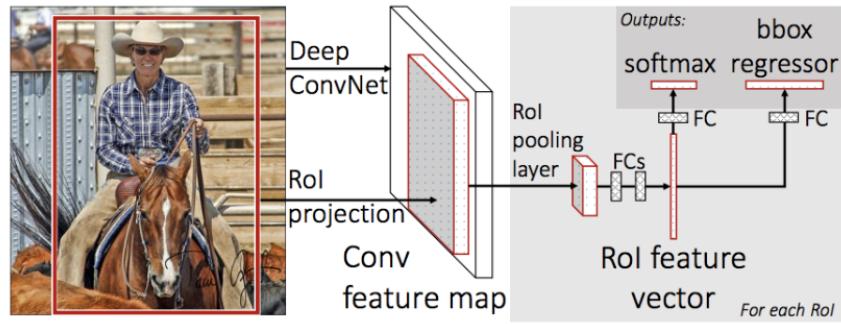 Deep
ConvNet
RoI
projection
Conv
feature map
RoI
pooling
layer
FCs
RoI feature
vector
Outputs:
softmax
bbox
regressor
FC
FC
For each RoI